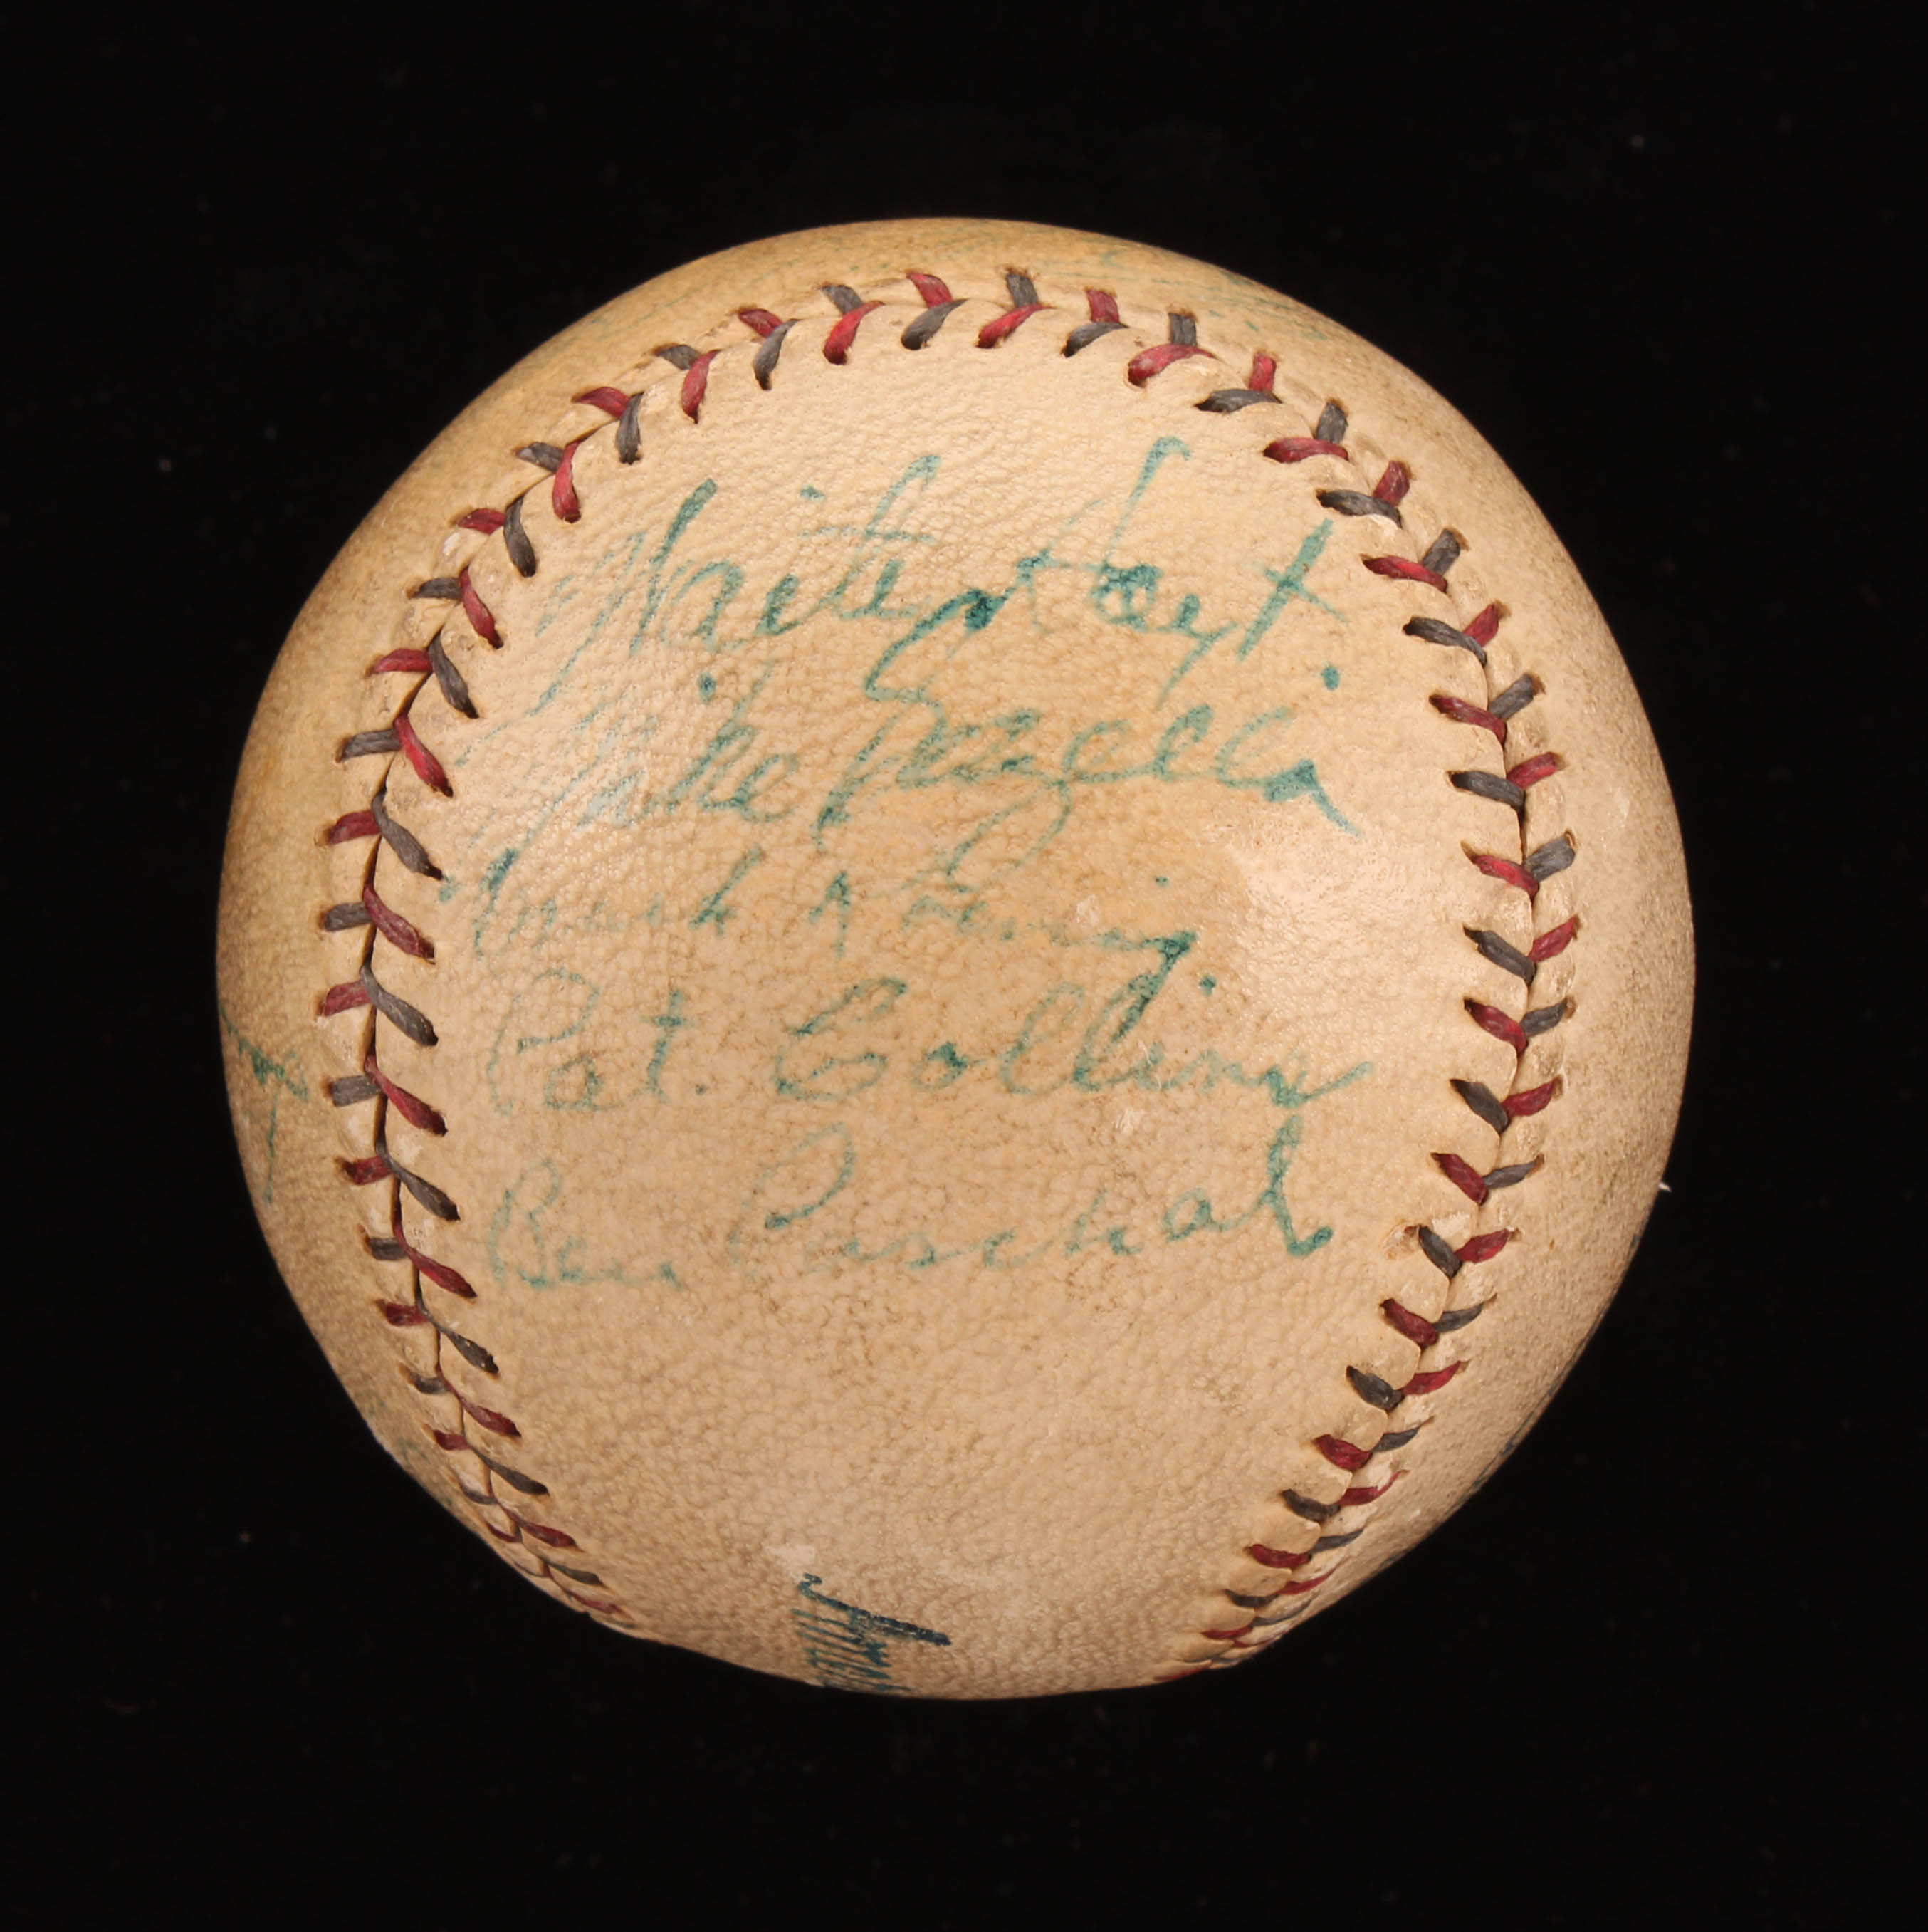 Waite Hoyt.
Mike Gazella
Pat. Collins
Ben Paschal